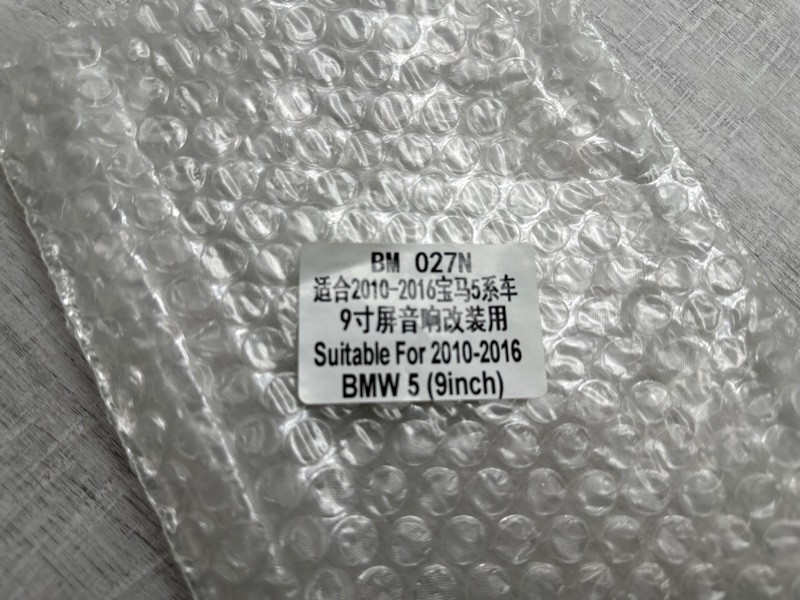 BM 027N
适合2010-2016宝马5系车
9寸屏音响改装用
Suitable For 2010-2016
BMW 5 (9inch)